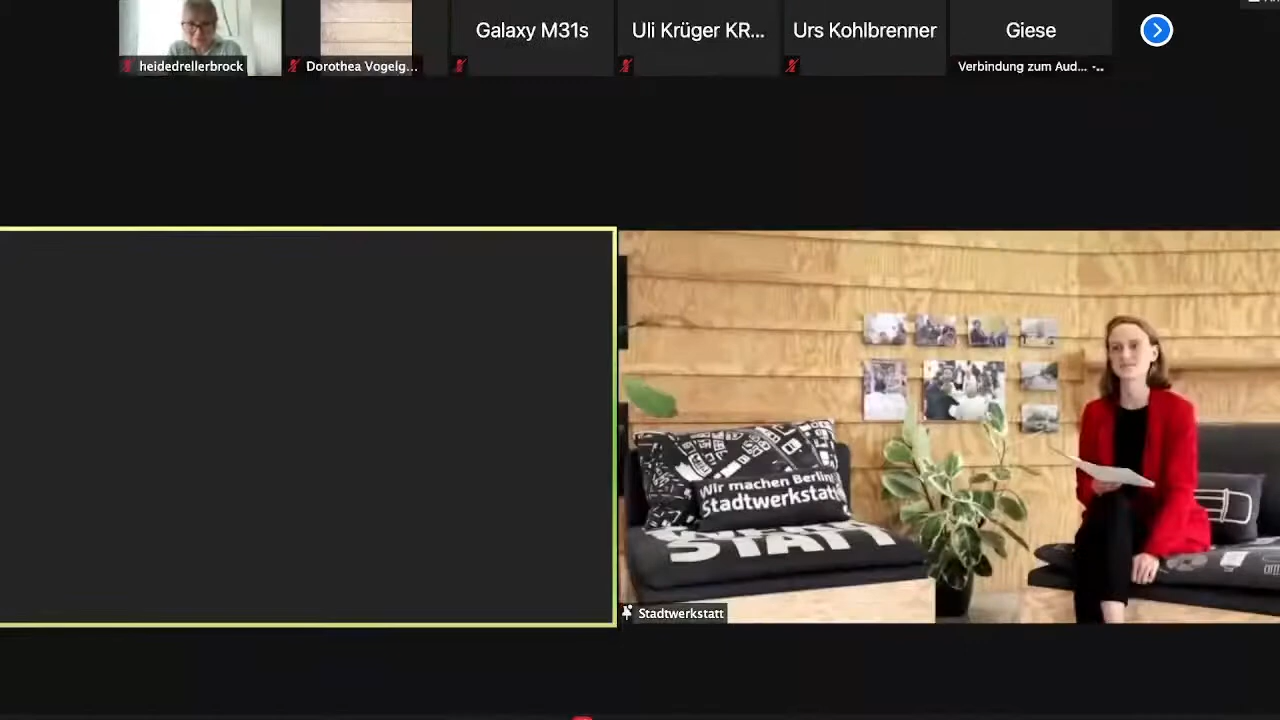 Galaxy M31s
Uli Krüger KR...
Urs Kohlbrenner
Giese
heidedrellerbrock
Dorothea Vogelg...
Verbindung zum Aud... -..
Wir machen Berlin
Stadtwerkstatt
STATT
Stadtwerkstatt